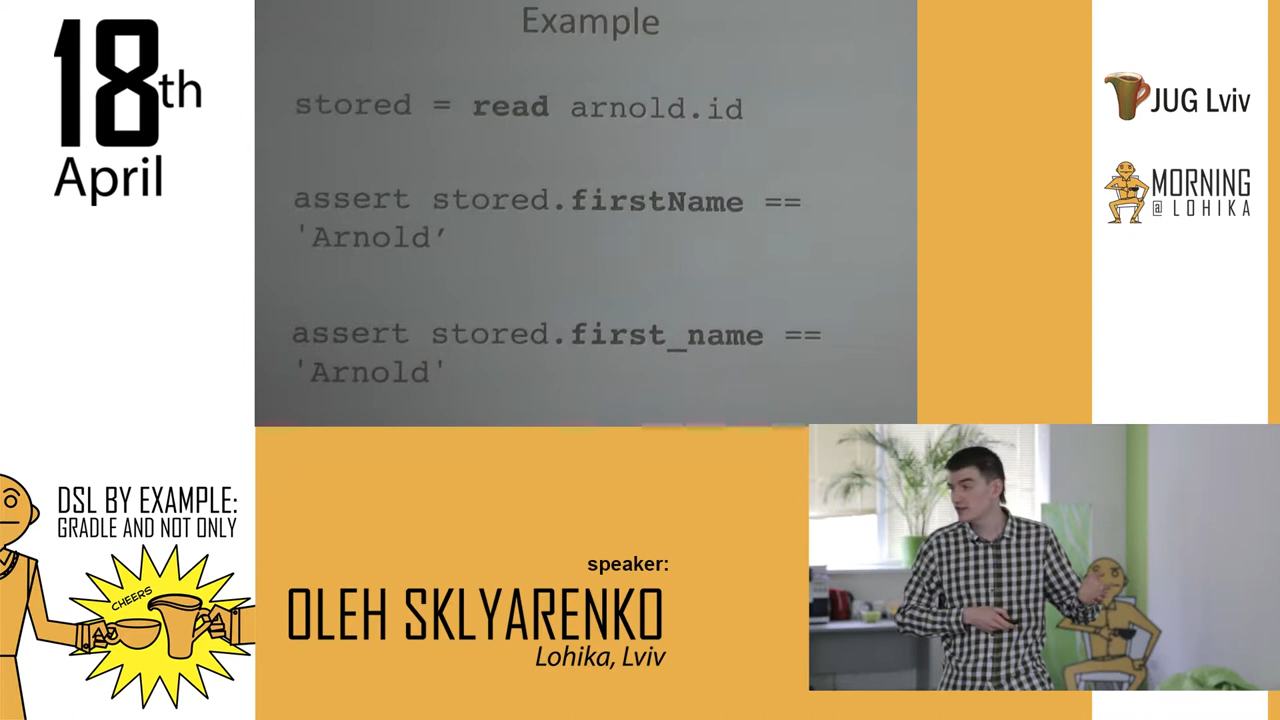 18th
April
Example
stored = read arnold.id
assert stored.firstName ==
'Arnold’
assert stored.first_name ==
'Arnold'
JUG Lviv
MORNING
@ LOHIKA
DSL BY EXAMPLE:
GRADLE AND NOT ONLY
CHEERS
speaker:
OLEH SKLYARENKO
Lohika, Lviv